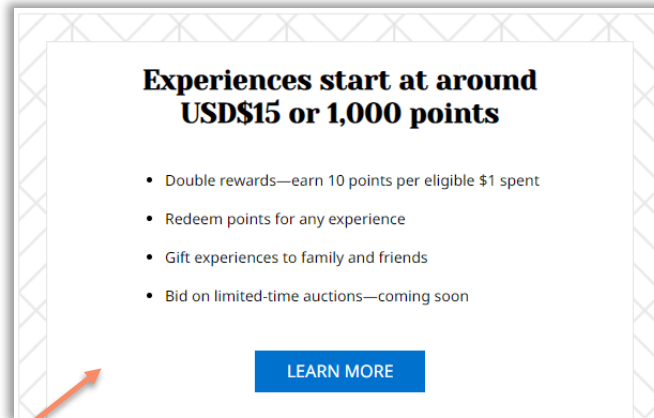 Experiences start at around
USD$15 or 1,000 points
• Double rewards—earn 10 points per eligible $1 spent
• Redeem points for any experience
• Gift experiences to family and friends
• Bid on limited-time auctions—coming soon
LEARN MORE